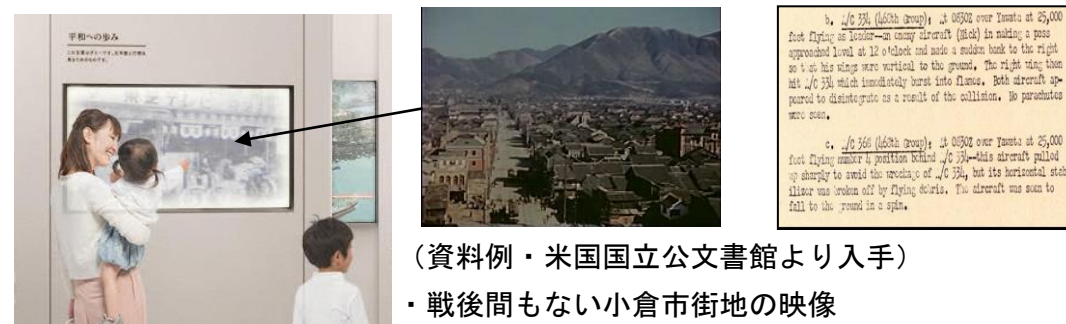 平和への歩み
b. A/C 334 (468th Group): At 0830Z over Yawata at 25,000
feet flying as leader—an enemy aircraft (Nick) in making a pass
approached level at 12 o'clock and made a sudden bank to the right
so that his wings were vertical to the ground. The right wing then
hit A/C 334 which immediately burst into flames. Both aircraft ap-
peared to disintegrate as a result of the collision. No parachutes
were seen.
c. A/C 368 (468th Group): At 0830Z over Yawata at 25,000
feet flying number 4 position behind A/C 334—this aircraft pulled
up sharply to avoid the wreckage of A/C 334, but its horizontal stab
ilizer was broken off by flying debris. The aircraft was seen to
fall to the ground in a spin.
（資料例・米国国立公文書館より入手）
・戦後間もない小倉市街地の映像